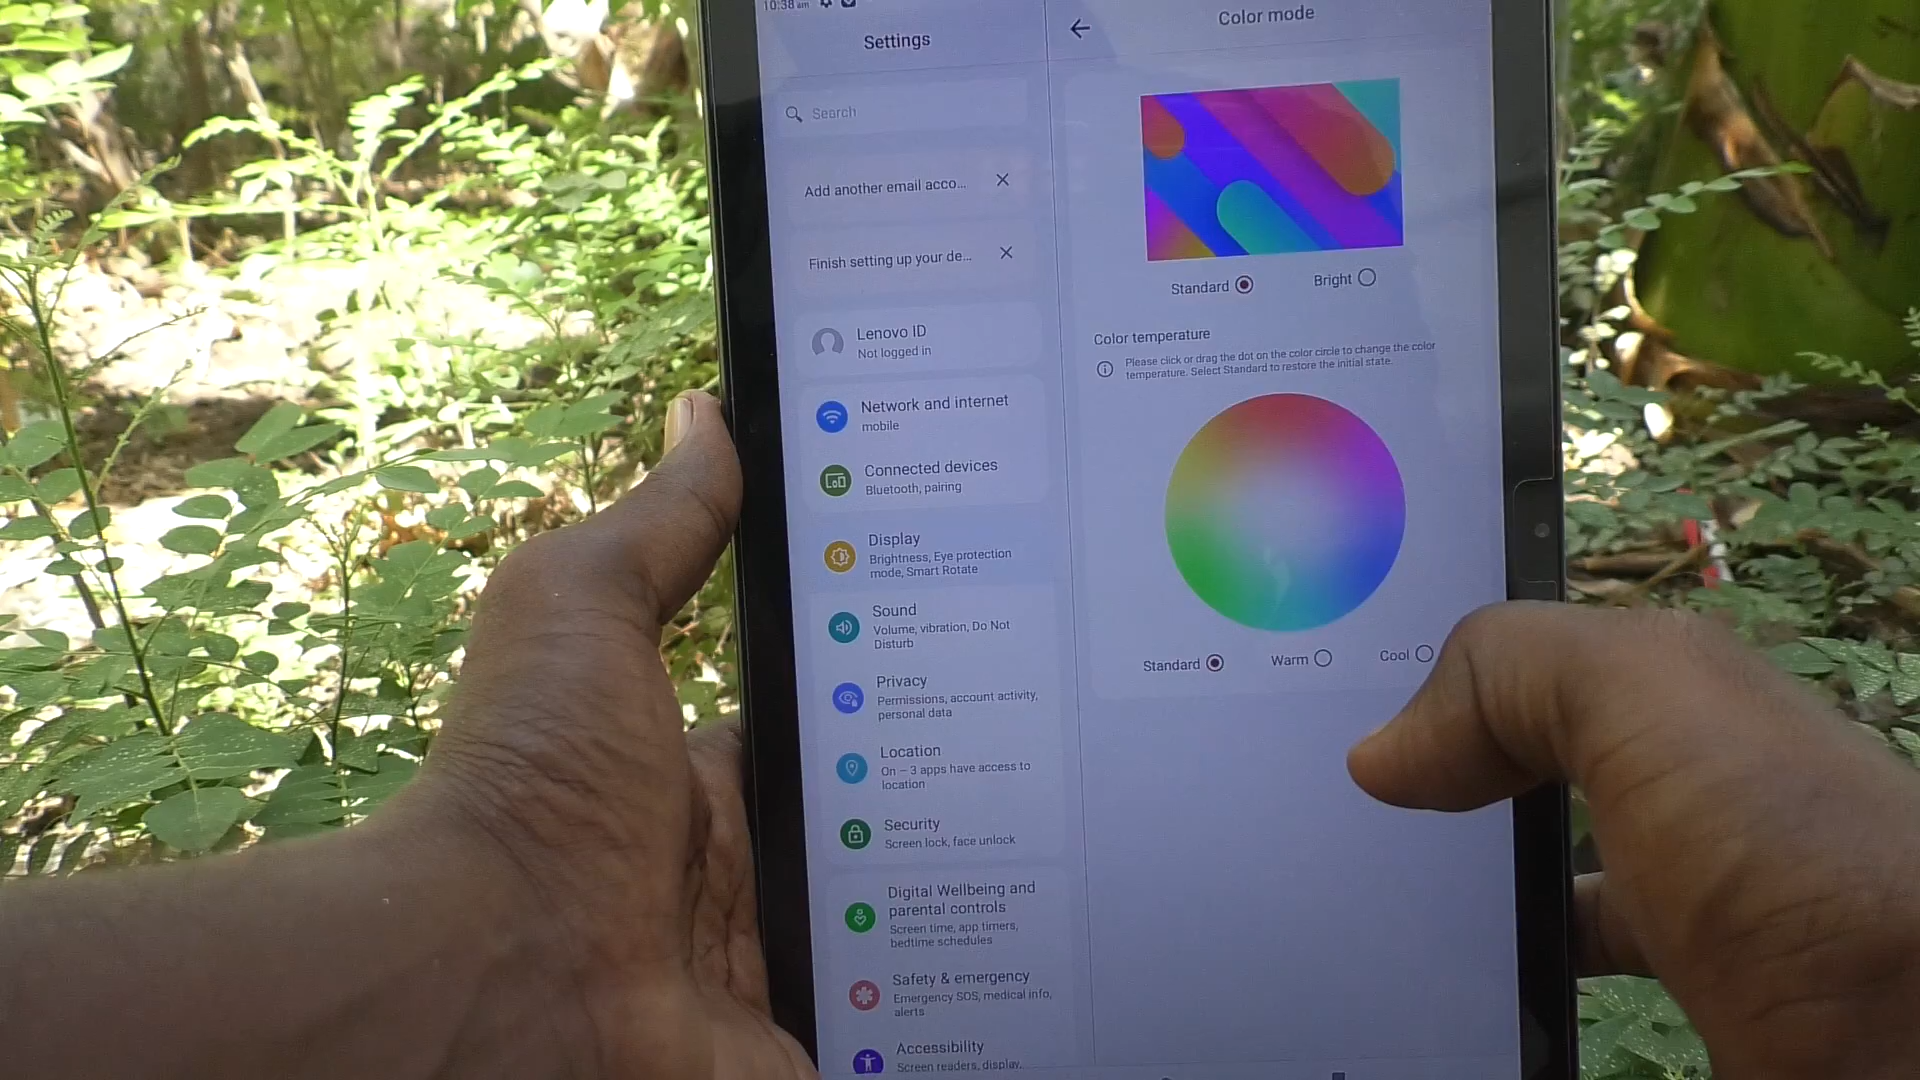 10:38 am
Settings
Search
Add another email acco...
Finish setting up your de...
Lenovo ID
Not logged in
Network and internet
mobile
Connected devices
Bluetooth, pairing
Display
Brightness, Eye protection
mode, Smart Rotate
Sound
Volume, vibration, Do Not
Disturb
Privacy
Permissions, account activity,
personal data
Location
On – 3 apps have access to
location
Security
Screen lock, face unlock
Digital Wellbeing and
parental controls
Screen time, app timers,
bedtime schedules
Safety & emergency
Emergency SOS, medical info,
alerts
Accessibility
Screen readers, display,
Color mode
Standard
Bright
Color temperature
Please click or drag the dot on the color circle to change the color
temperature. Select Standard to restore the initial state.
Standard
Warm
Cool